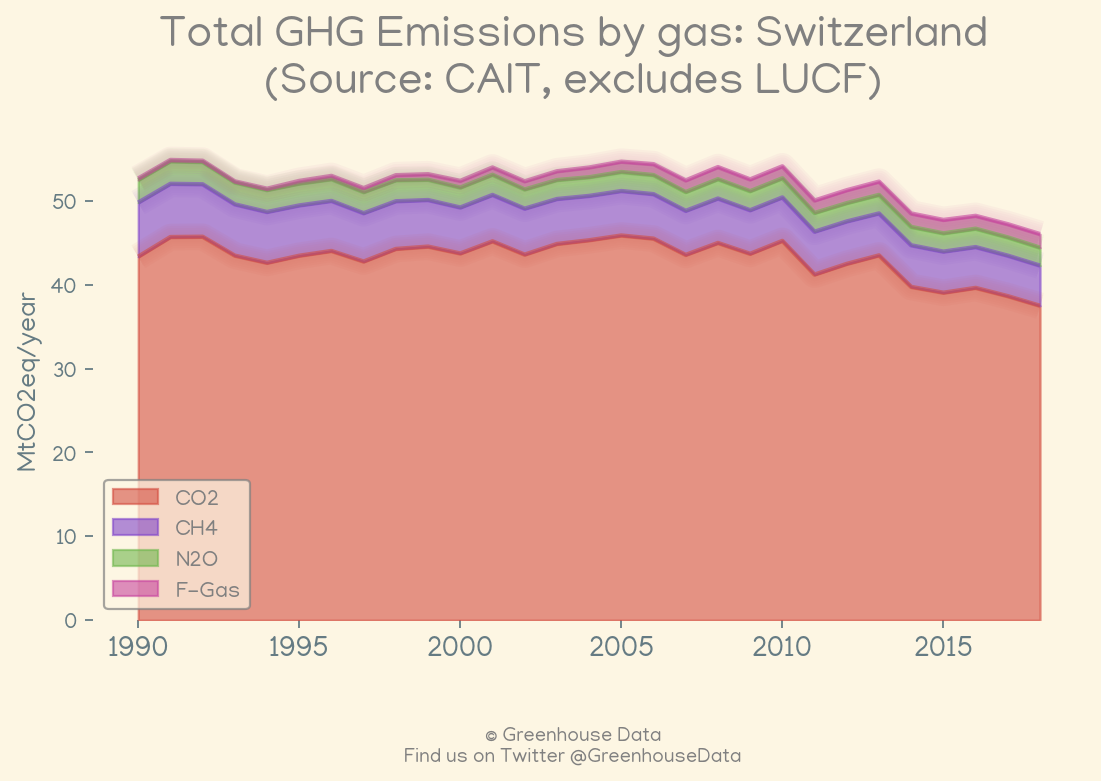 Total GHG Emissions by gas: Switzerland
(Source: CAIT, excludes LUCF)
MtCO2eq/year
50
40
30
20
10
0
CO2
CH4
N2O
F-Gas
1990 1995 2000 2005 2010 2015
© Greenhouse Data
Find us on Twitter @GreenhouseData